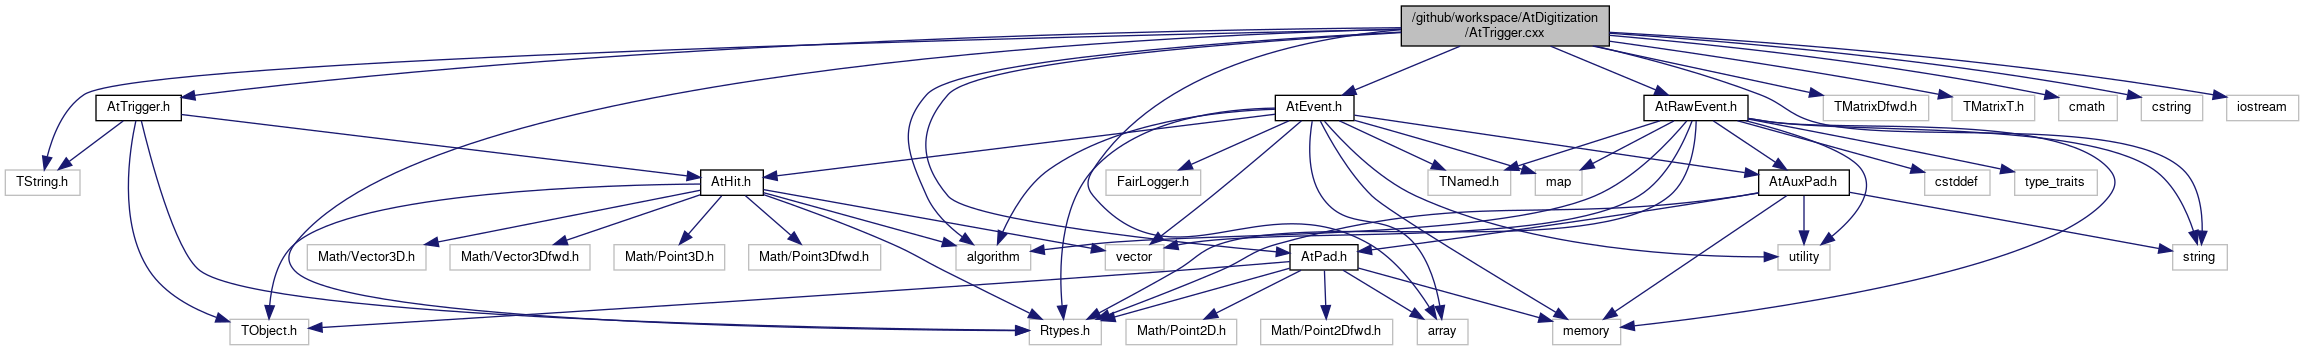 /github/workspace/AtDigitization
/AtTrigger.cxx
AtTrigger.h
AtEvent.h
AtRawEvent.h
TMatrixDfwd.h
TMatrixT.h
cmath
cstring
iostream
TString.h
AtHit.h
FairLogger.h
TNamed.h
map
AtAuxPad.h
cstddef
type_traits
Math/Vector3D.h
Math/Vector3Dfwd.h
Math/Point3D.h
Math/Point3Dfwd.h
algorithm
vector
AtPad.h
utility
string
TObject.h
Rtypes.h
Math/Point2D.h
Math/Point2Dfwd.h
array
memory